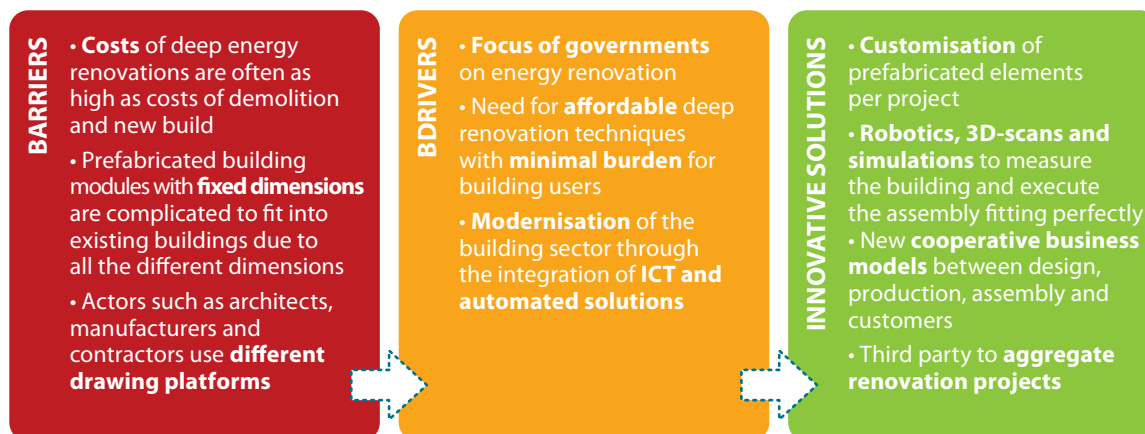 BARRIERS
• Costs of deep energy
renovations are often as
high as costs of demolition
and new build
• Prefabricated building
modules with fixed dimensions
are complicated to fit into
existing buildings due to
all the different dimensions
• Actors such as architects,
manufacturers and
contractors use different
drawing platforms
BDRIVERS
• Focus of governments
on energy renovation
• Need for affordable deep
renovation techniques
with minimal burden for
building users
• Modernisation of the
building sector through
the integration of ICT and
automated solutions
INNOVATIVE SOLUTIONS
• Customisation of
prefabricated elements
per project
• Robotics, 3D-scans and
simulations to measure
the building and execute
the assembly fitting perfectly
• New cooperative business
models between design,
production, assembly and
customers
• Third party to aggregate
renovation projects